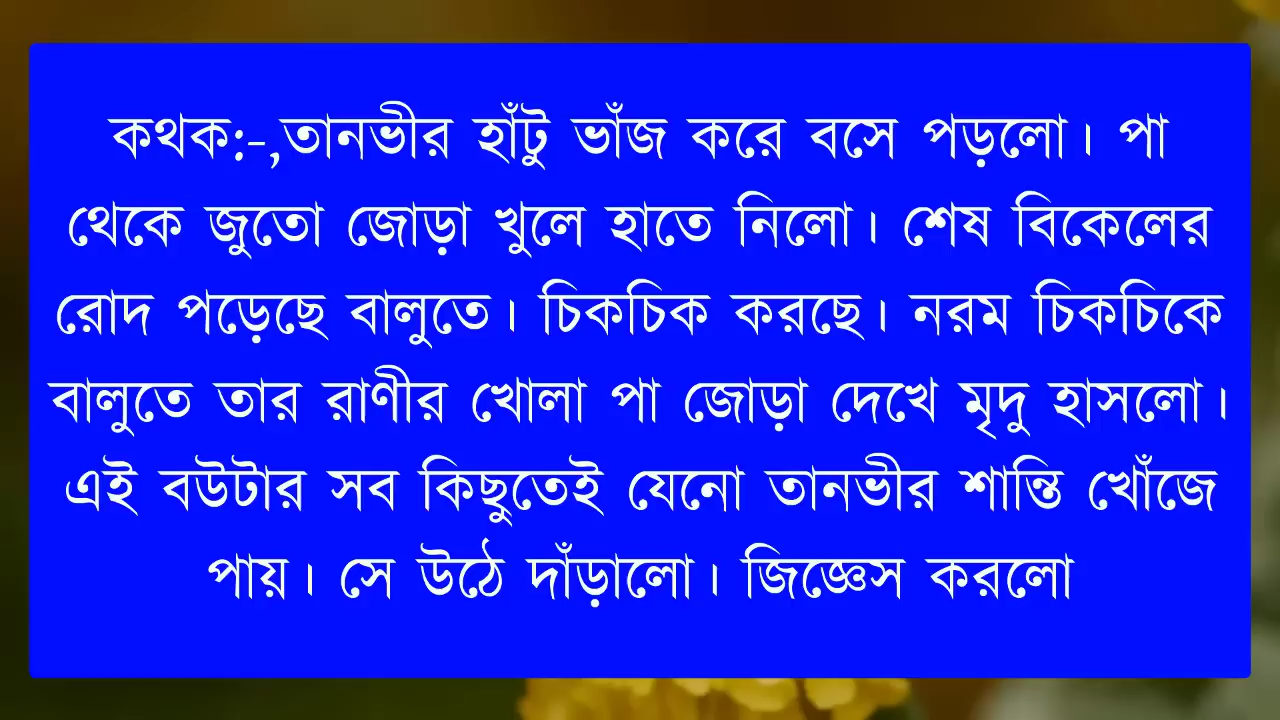 কথক:-,তানভীর হাঁটু ভাঁজ করে বসে পড়লো। পা
থেকে জুতো জোড়া খুলে হাতে নিলো। শেষ বিকেলের
রোদ পড়েছে বালুতে। চিকচিক করছে। নরম চিকচিকে
বালুতে তার রাণীর খোলা পা জোড়া দেখে মৃদু হাসলো।
এই বউটার সব কিছুতেই যেনো তানভীর শান্তি খোঁজে
পায়। সে উঠে দাঁড়ালো। জিজ্ঞেস করলো